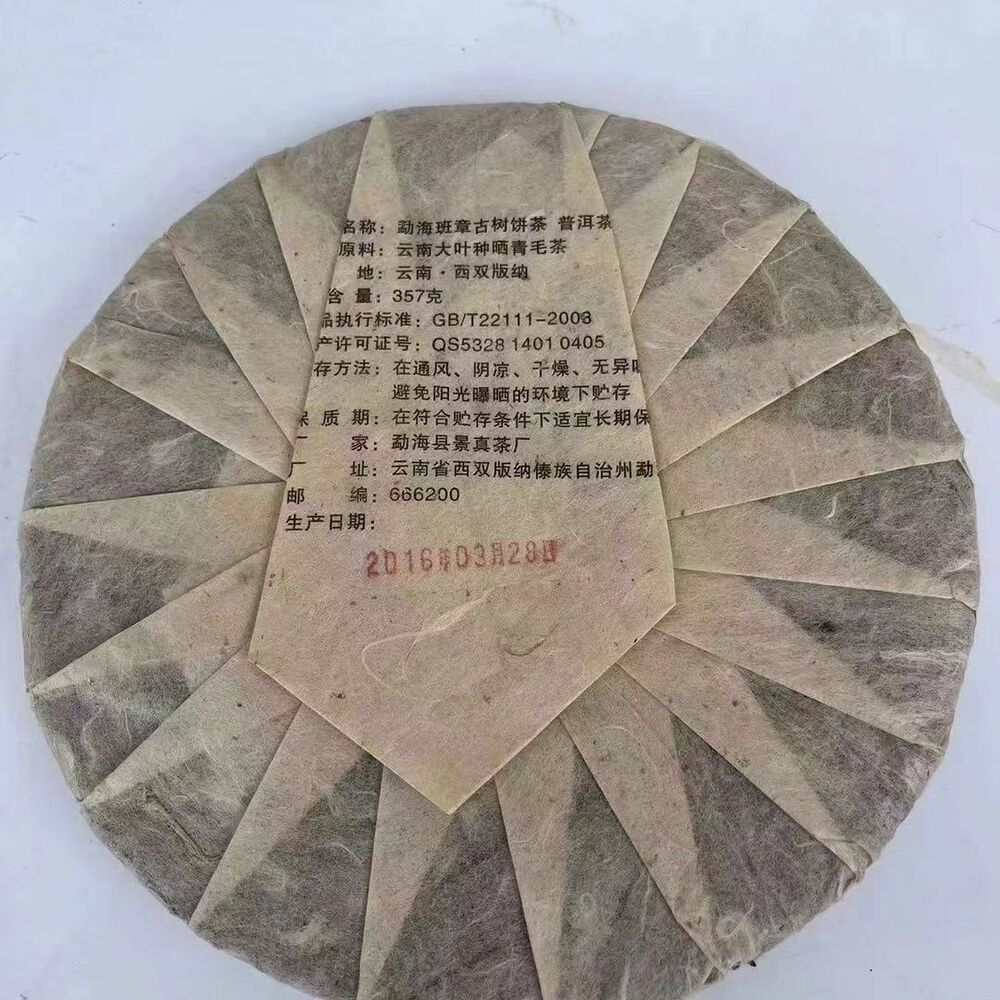 名称：勐海班章古树饼茶 普洱茶
原料：云南大叶种晒青毛茶
地：云南·西双版纳
含 量：357克
品执行标准：GB/T22111-2008
产许可证号：QS5328 1401 0405
存方法：在通风、阴凉、干燥、无异
避免阳光曝晒的环境下贮存
保 质 期：在符合贮存条件下适宜长期保
厂 家：勐海县景真茶厂
厂 址：云南省西双版纳傣族自治州勐
邮 编：666200
生产日期：
2016年03月28日